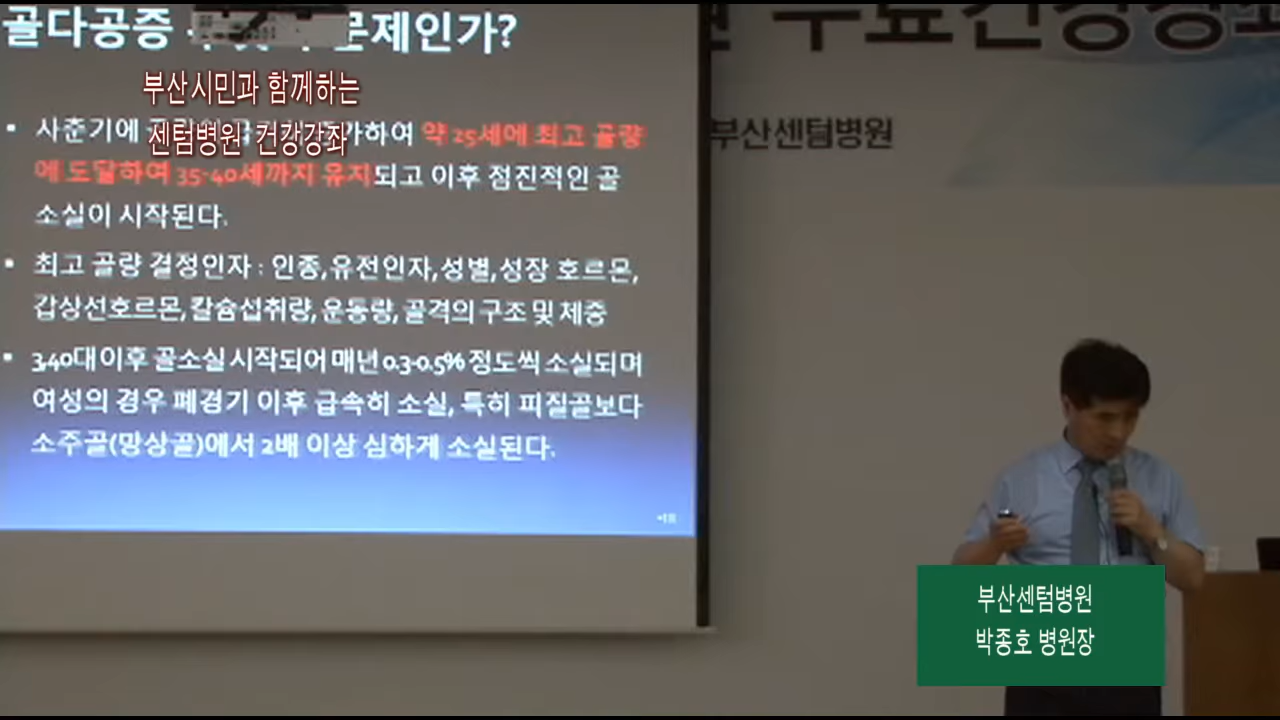 골다공증 문제인가?
부산시민과 함께하는
센텀병원 건강강좌
▪ 사춘기에 하여 약 25세에 최고 골량
에 도달하여 35-40세까지 유지되고 이후 점진적인 골
소실이 시작된다.
▪ 최고 골량 결정인자 : 인종,유전인자,성별,성장 호르몬,
갑상선호르몬,칼슘섭취량,운동량,골격의 구조 및 체중
▪ 3,40대 이후 골소실 시작되어 매년 0.3-0.5% 정도씩 소실되며
여성의 경우 폐경기 이후 급속히 소실, 특히 피질골보다
소주골(망상골)에서 2배 이상 심하게 소실된다.
무료건강강좌
부산센텀병원
부산센텀병원
박종호 병원장